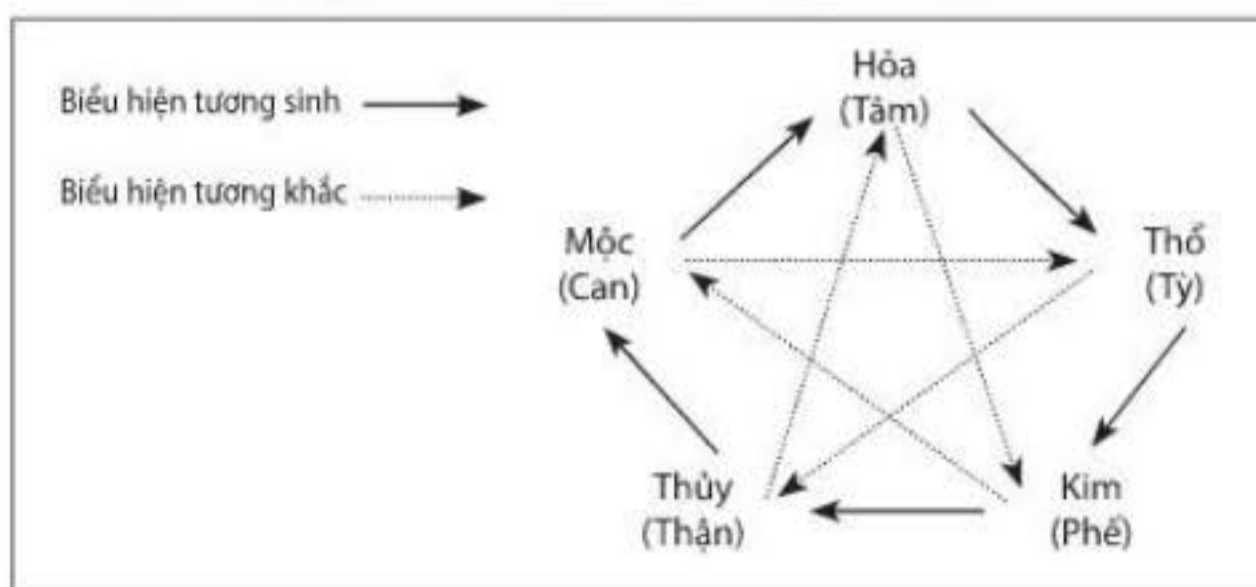 Biểu hiện tương sinh
Biểu hiện tương khắc
Hỏa
(Tâm)
Mộc
(Can)
Thổ
(Tỳ)
Thủy
(Thận)
Kim
(Phế)